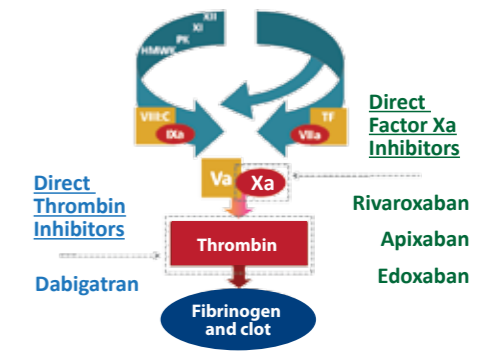 XII
XI
PK
HMWK
VIII:C
IXa
TF
VIIa
Direct
Factor Xa
Inhibitors
Va
Xa
Direct
Thrombin
Inhibitors
Rivaroxaban
Apixaban
Edoxaban
Thrombin
Dabigatran
Fibrinogen
and clot